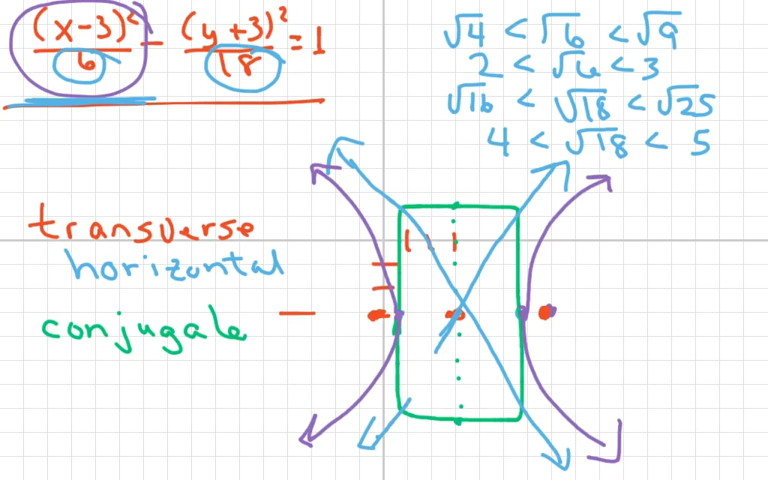 (x-3)²/6 - (y+3)²/18 = 1
√4 < √6 < √9
2 < √6 < 3
√16 < √18 < √25
4 < √18 < 5
transverse
horizontal
conjugate